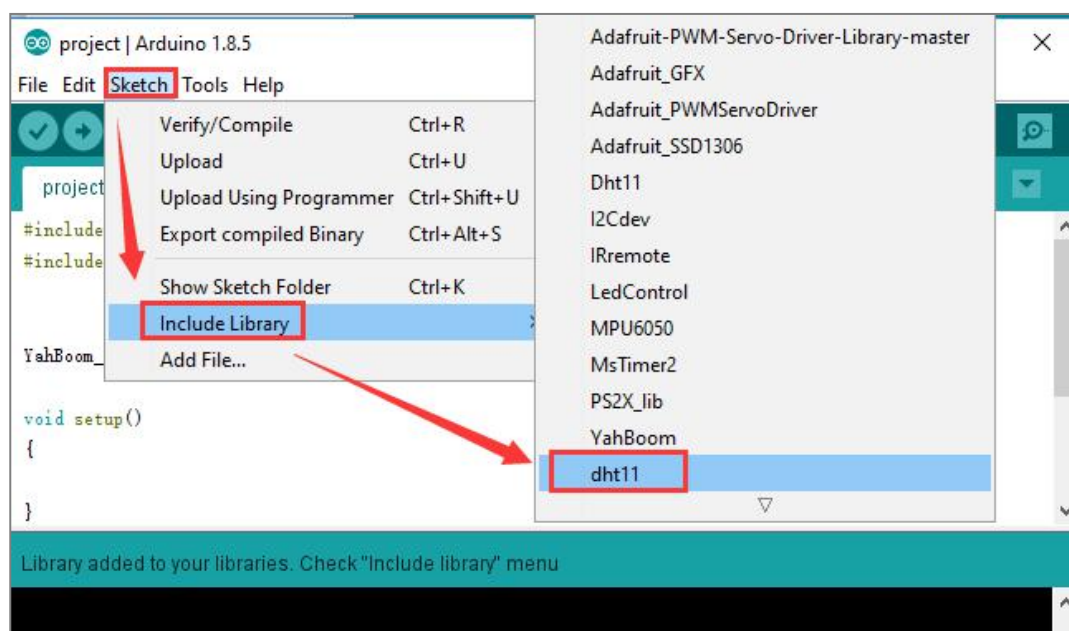 project | Arduino 1.8.5
File Edit Sketch Tools Help
Verify/Compile Ctrl+R
Upload Ctrl+U
Upload Using Programmer Ctrl+Shift+U
Export compiled Binary Ctrl+Alt+S
Show Sketch Folder Ctrl+K
Include Library
Add File...
Adafruit-PWM-Servo-Driver-Library-master
Adafruit_GFX
Adafruit_PWMServoDriver
Adafruit_SSD1306
Dht11
I2Cdev
IRremote
LedControl
MPU6050
MsTimer2
PS2X_lib
YahBoom
dht11
project
#include
#include
YahBoom_
void setup()
{
}
Library added to your libraries. Check "Include library" menu